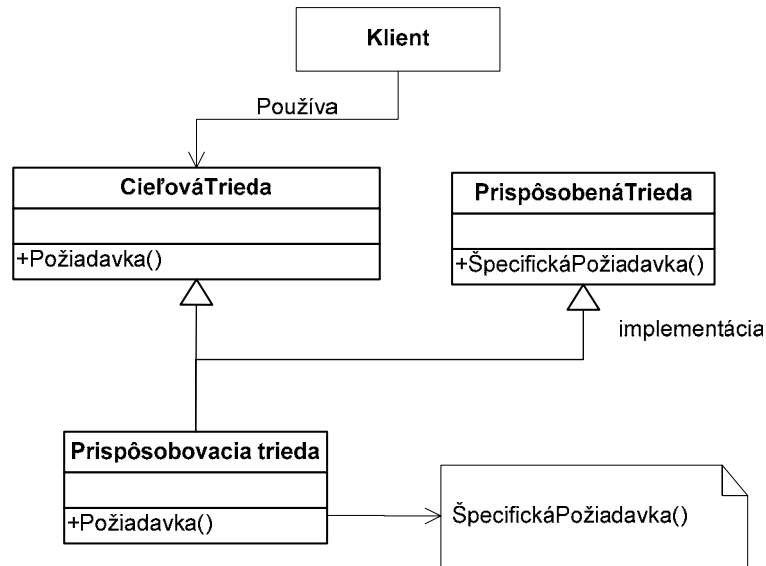 Klient
Používa
CieľováTrieda
+Požiadavka()
PrispôsobenáTrieda
+ŠpecifickáPožiadavka()
implementácia
Prispôsobovacia trieda
+Požiadavka()
ŠpecifickáPožiadavka()